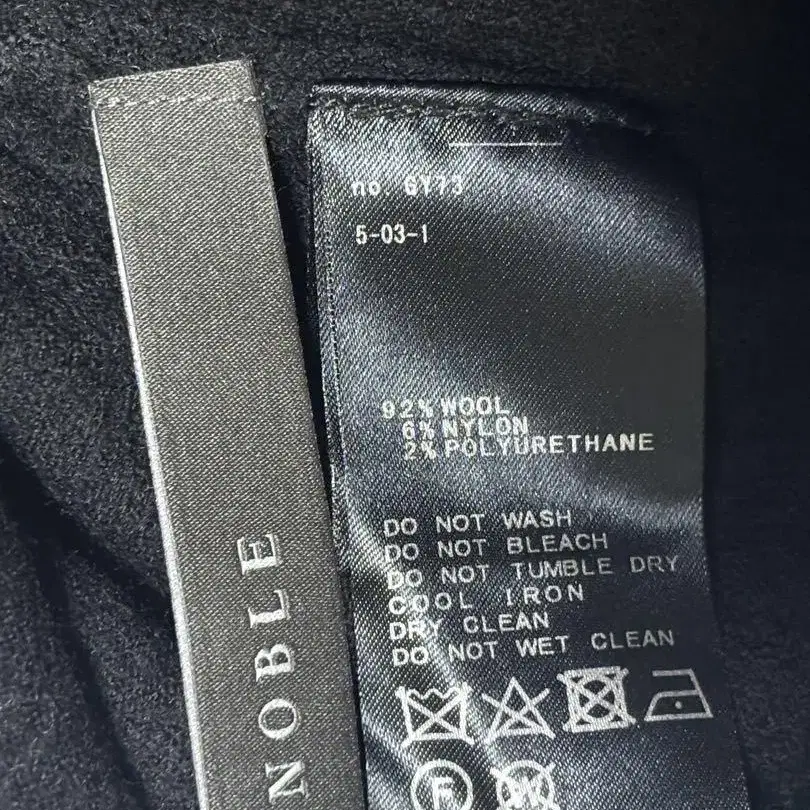 NOBLE
no. GY73
5-03-1
92% WOOL
6% NYLON
2% POLYURETHANE
DO NOT WASH
DO NOT BLEACH
DO NOT TUMBLE DRY
COOL IRON
DRY CLEAN
DO NOT WET CLEAN
F
W